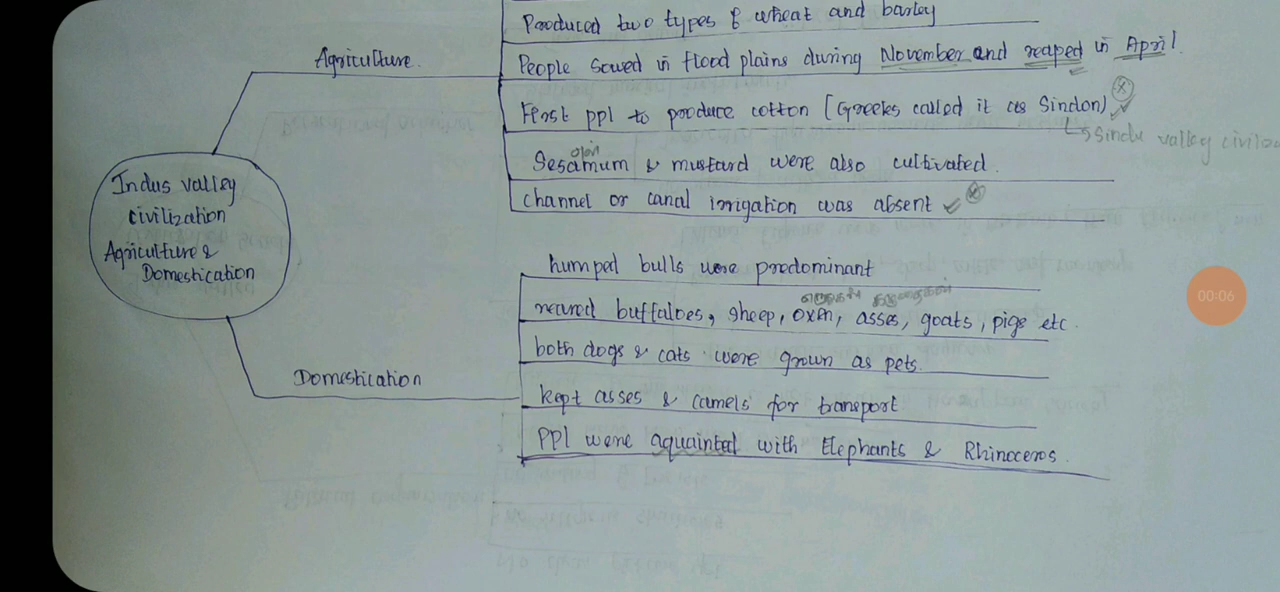 Produced two types & wheat and barley
Agriculture.
People sowed in flood plains during November and reaped in April.
First ppl to produce cotton [Greeks called it as Sindon)
↳ Sindu valley civiliza
எள்
Sesamum & mustard were also cultivated.
channel or canal irrigation was absent
Indus valley
civilization
Agriculture &
Domestication
humped bulls were predominant
reared buffaloes, sheep, oxen, asses, goats, pigs etc.
both dogs & cats were grown as pets.
Domestication
kept asses & camels for transport
PPl were aquainted with Elephants & Rhinoceros.
00:06